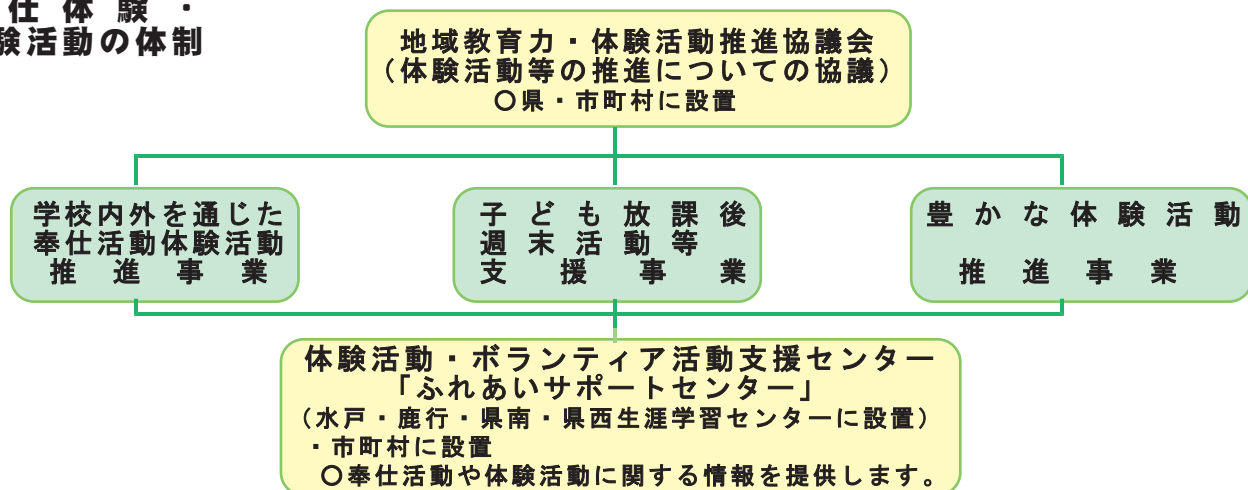 仕体験・
験活動の体制
地域教育力・体験活動推進協議会
（体験活動等の推進についての協議）
○県・市町村に設置
学校内外を通じた
奉仕活動体験活動
推進事業
子ども放課後
週末活動等
支援事業
豊かな体験活動
推進事業
体験活動・ボランティア活動支援センター
「ふれあいサポートセンター」
（水戸・鹿行・県南・県西生涯学習センターに設置）
・市町村に設置
○奉仕活動や体験活動に関する情報を提供します。